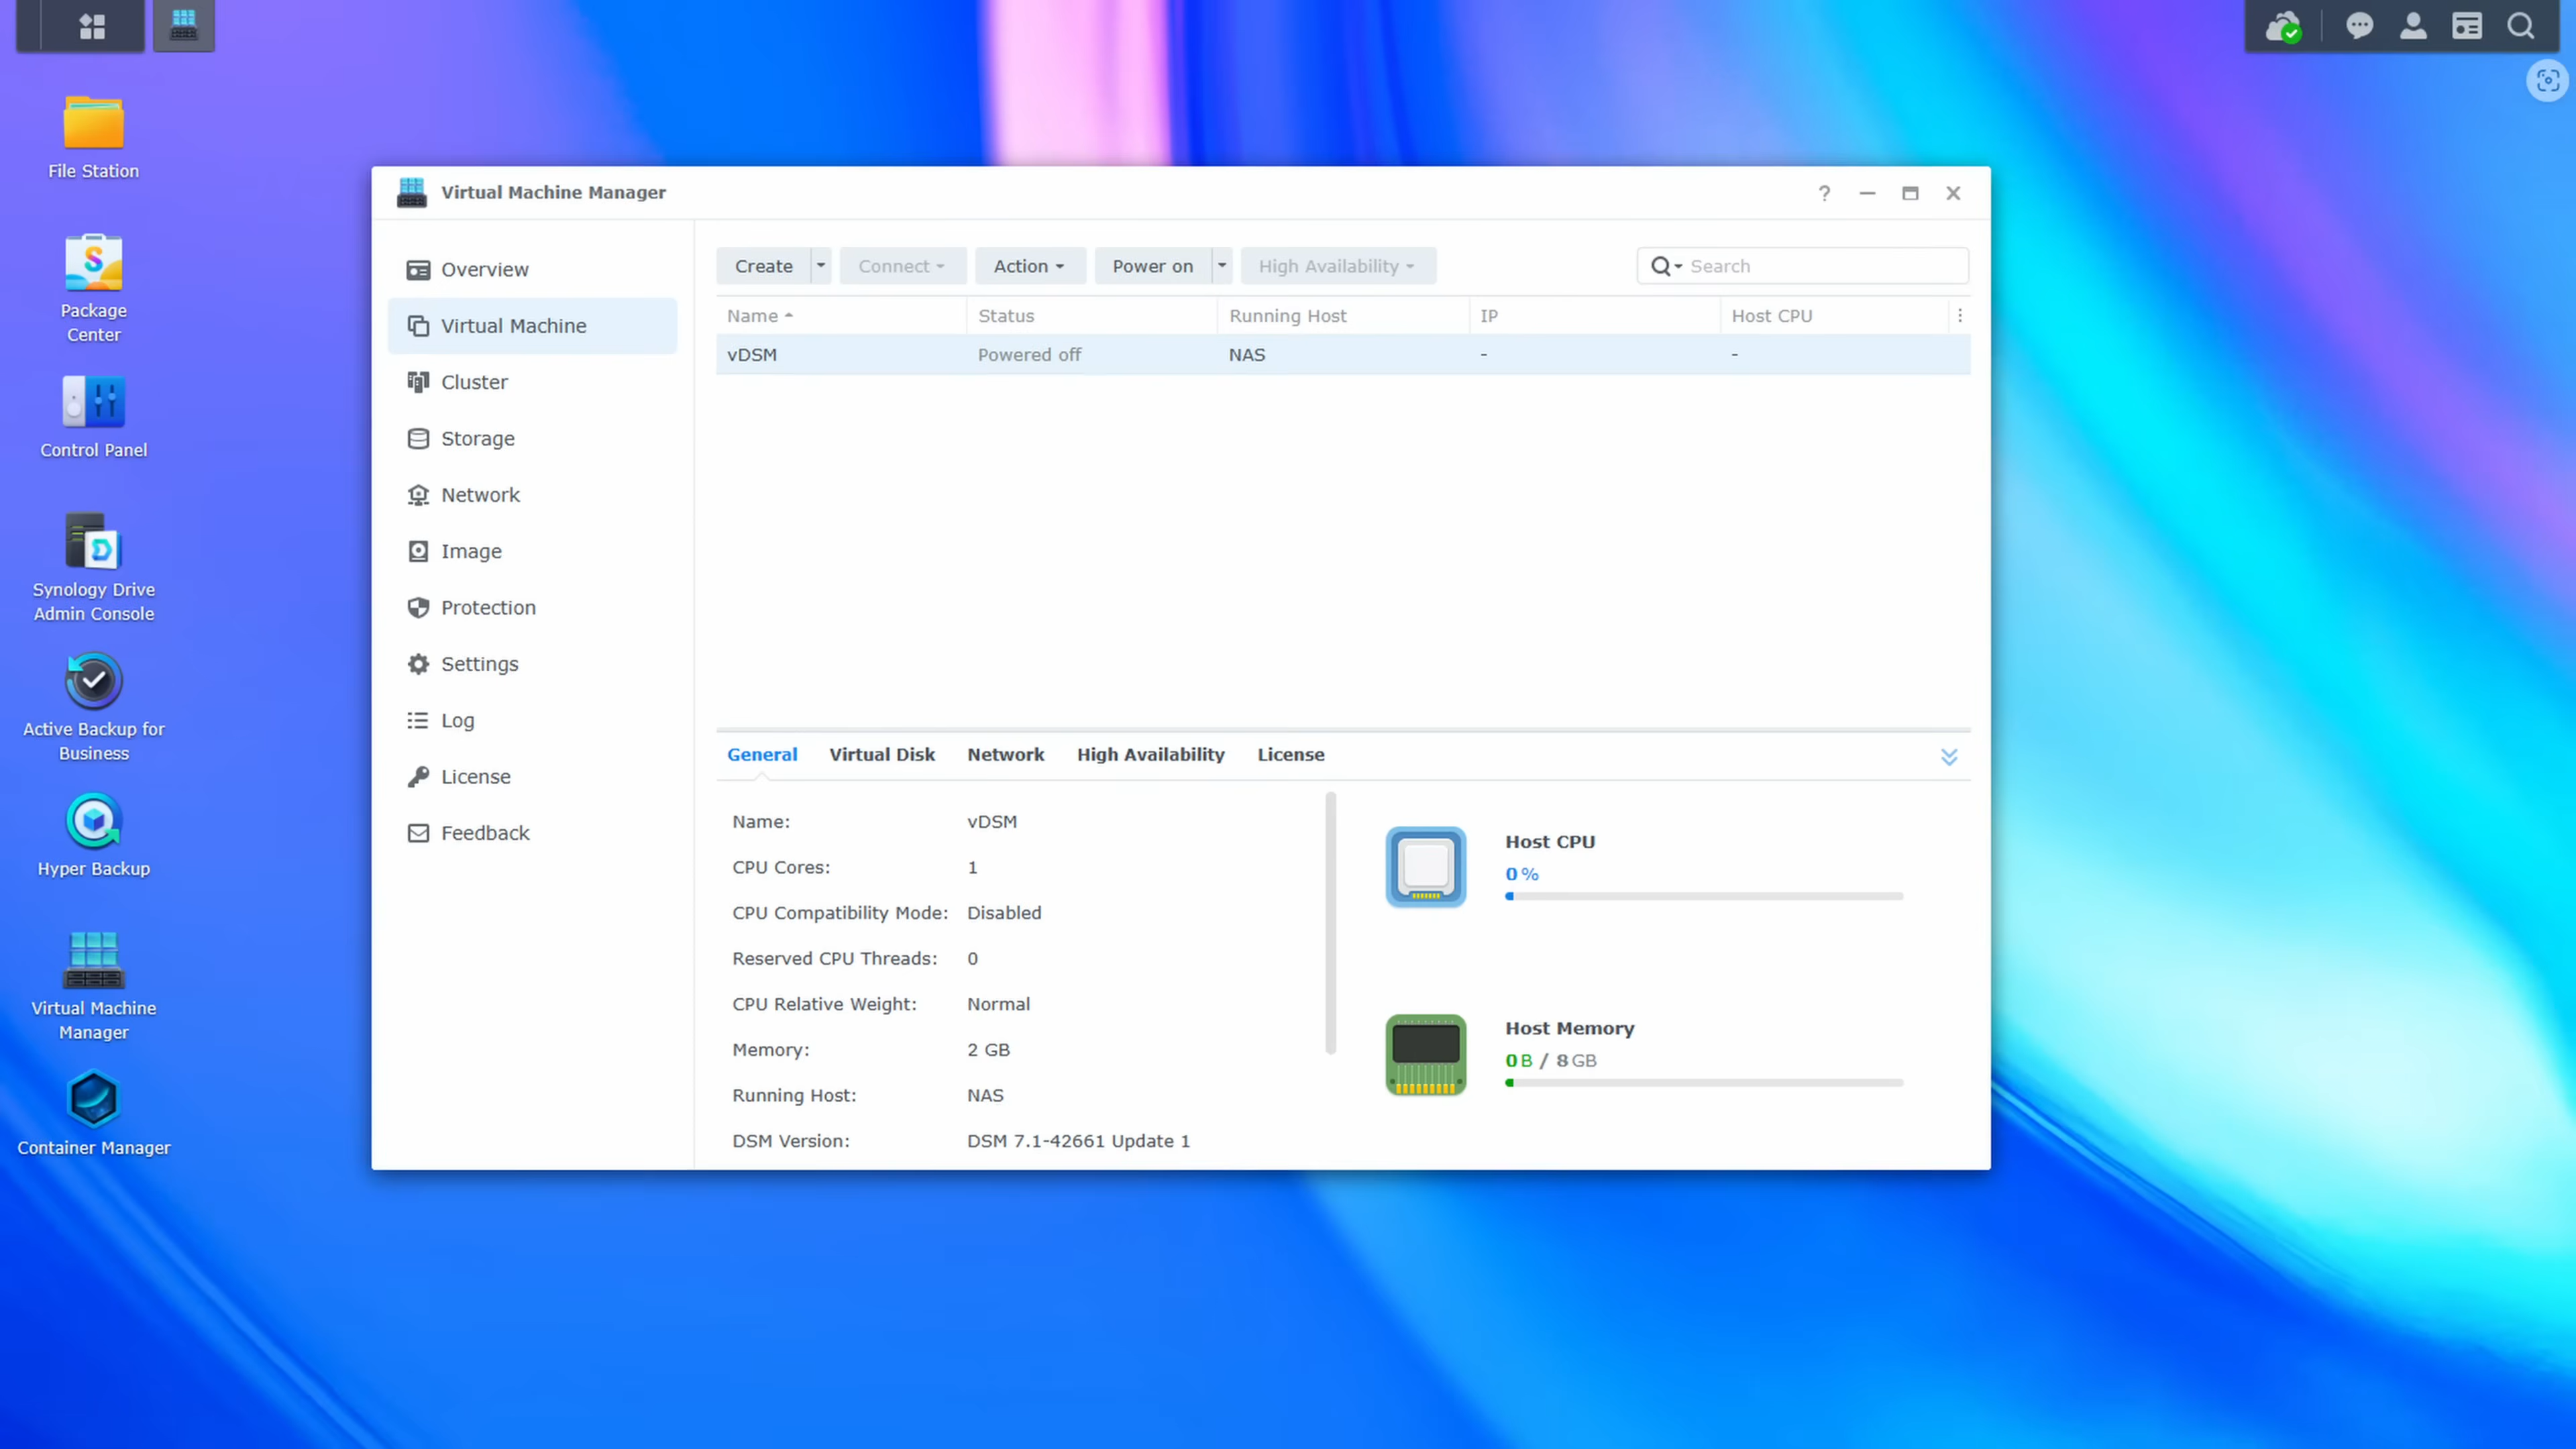 File Station
Package
Center
Control Panel
Synology Drive
Admin Console
Active Backup for
Business
Hyper Backup
Virtual Machine
Manager
Container Manager
Virtual Machine Manager
?
Overview
Virtual Machine
Cluster
Storage
Network
Image
Protection
Settings
Log
License
Feedback
Create Connect Action Power on High Availability Search
Name Status Running Host IP Host CPU
vDSM Powered off NAS - -
General Virtual Disk Network High Availability License
Name: vDSM
CPU Cores: 1
CPU Compatibility Mode: Disabled
Reserved CPU Threads: 0
CPU Relative Weight: Normal
Memory: 2 GB
Running Host: NAS
DSM Version: DSM 7.1-42661 Update 1
Host CPU
0 %
Host Memory
0 B / 8 GB